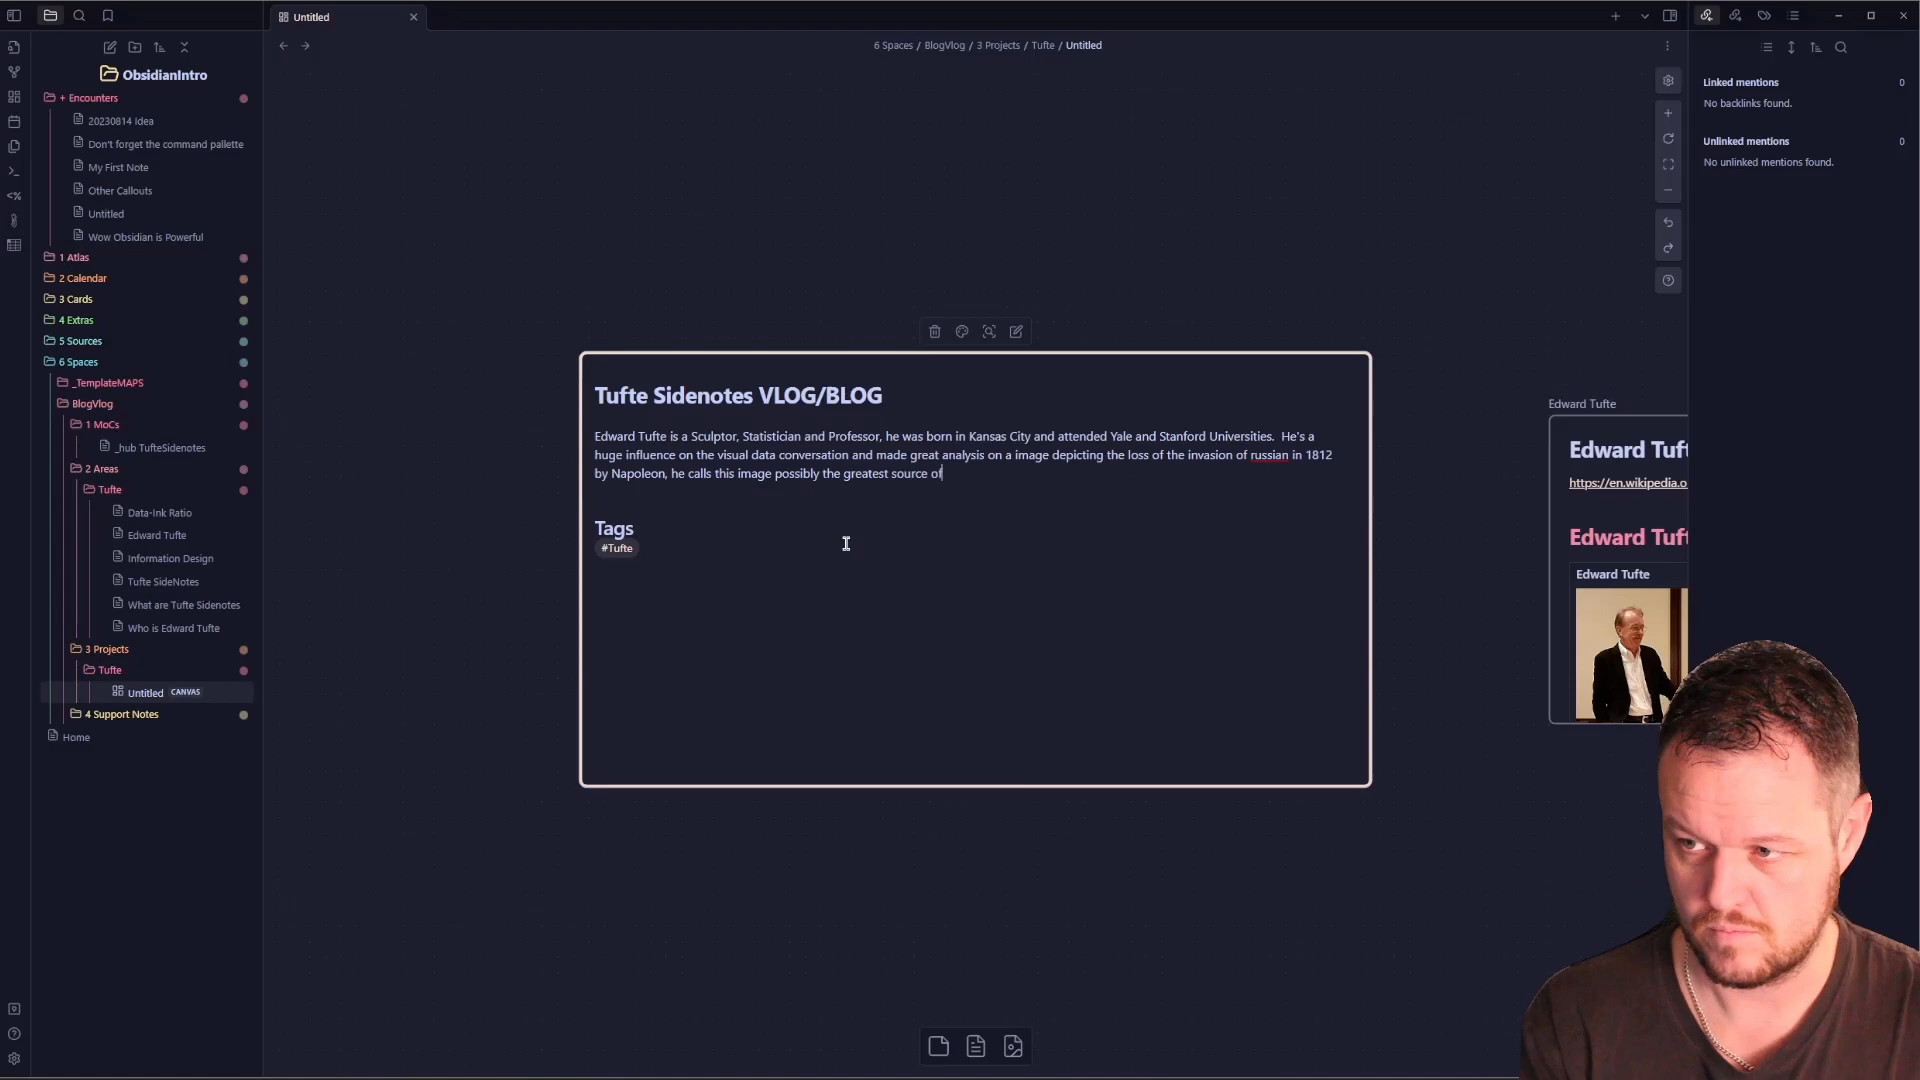 Untitled
6 Spaces / BlogVlog / 3 Projects / Tufte / Untitled
ObsidianIntro
+ Encounters
20230814 Idea
Don't forget the command pallette
My First Note
Other Callouts
Untitled
Wow Obsidian is Powerful
1 Atlas
2 Calendar
3 Cards
4 Extras
5 Sources
6 Spaces
_TemplateMAPS
BlogVlog
1 MoCs
_hub TufteSidenotes
2 Areas
Tufte
Data-Ink Ratio
Edward Tufte
Information Design
Tufte SideNotes
What are Tufte Sidenotes
Who is Edward Tufte
3 Projects
Tufte
Untitled CANVAS
4 Support Notes
Home
Tufte Sidenotes VLOG/BLOG
Edward Tufte is a Sculptor, Statistician and Professor, he was born in Kansas City and attended Yale and Stanford Universities.  He's a
huge influence on the visual data conversation and made great analysis on a image depicting the loss of the invasion of russian in 1812
by Napoleon, he calls this image possibly the greatest source of
Tags
#Tufte
Edward Tufte
Edward Tuf
https://en.wikipedia.o
Edward Tuf
Edward Tufte
Linked mentions 0
No backlinks found.
Unlinked mentions 0
No unlinked mentions found.